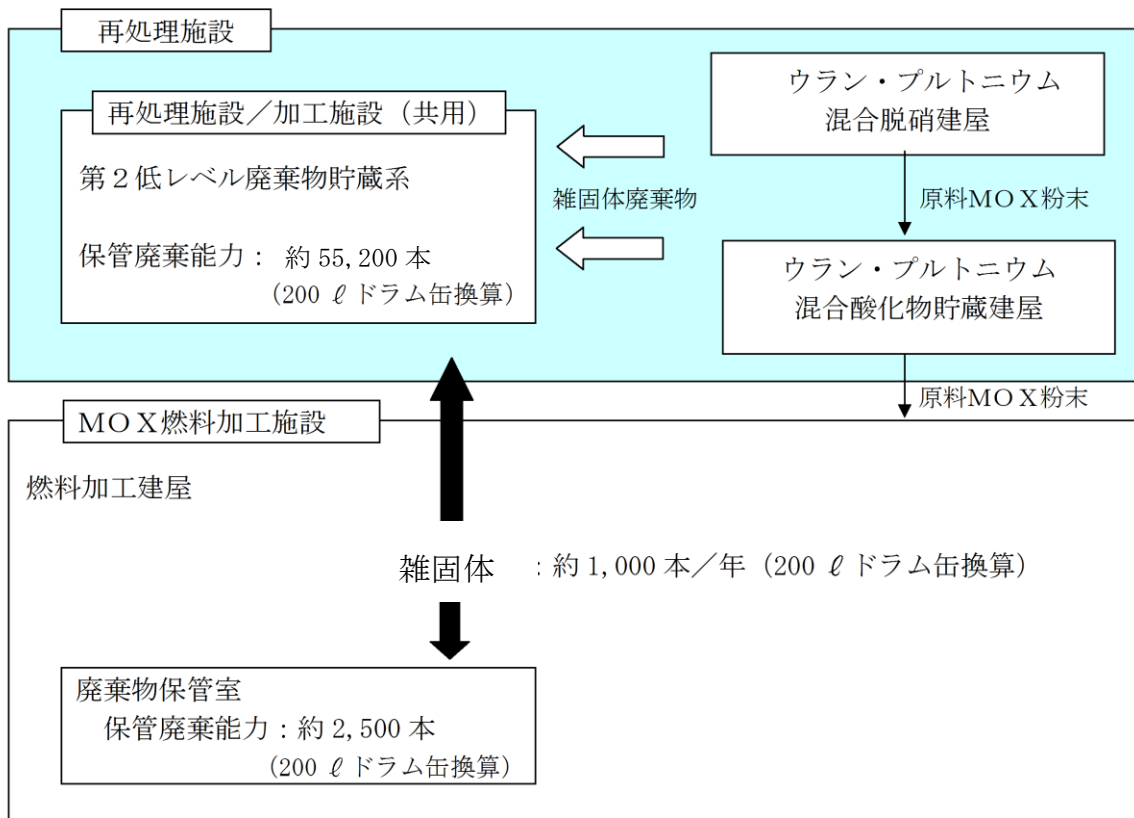 再処理施設
再処理施設／加工施設（共用）
第２低レベル廃棄物貯蔵系
保管廃棄能力： 約 55,200 本
（200 ℓ ドラム缶換算）
雑固体廃棄物
ウラン・プルトニウム
混合脱硝建屋
原料ＭＯＸ粉末
ウラン・プルトニウム
混合酸化物貯蔵建屋
原料ＭＯＸ粉末
ＭＯＸ燃料加工施設
燃料加工建屋
雑固体 ：約 1,000 本／年（200 ℓ ドラム缶換算）
廃棄物保管室
保管廃棄能力：約 2,500 本
（200 ℓ ドラム缶換算）